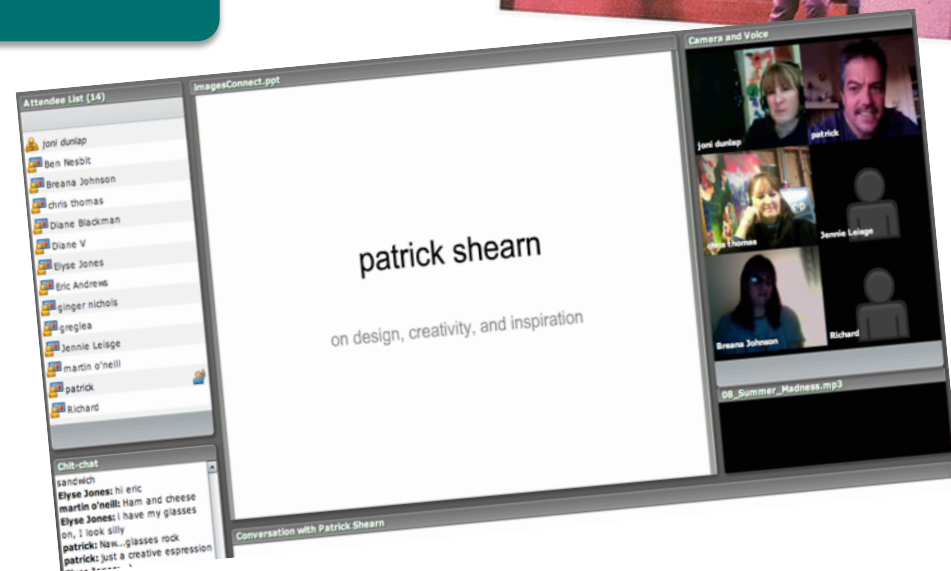 Attendee List (14)
joni dunlap
Ben Nesbit
Breana Johnson
chris thomas
Diane Blackman
Diane V
Elyse Jones
Eric Andrews
ginger nichols
greglea
Jennie Leisge
martin o'neill
patrick
Richard
Chit-chat
sandwich
Elyse Jones: hi eric
martin o'neill: Ham and cheese
Elyse Jones: i have my glasses
on, I look silly
patrick: Naw...glasses rock
patrick: just a creative espression
ImagesConnect.ppt
patrick shearn
on design, creativity, and inspiration
Conversation with Patrick Shearn
Camera and Voice
joni dunlap
patrick
chris thomas
Jennie Leisge
Breana Johnson
Richard
08_Summer_Madness.mp3